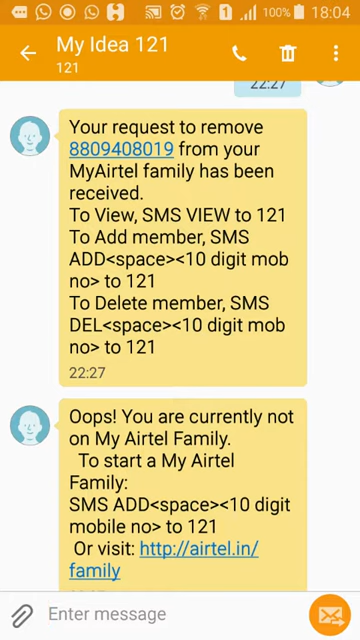 1
100%
18:04
My Idea 121
121
22:27
Your request to remove
8809408019 from your
MyAirtel family has been
received.
To View, SMS VIEW to 121
To Add member, SMS
ADD<space><10 digit mob
no> to 121
To Delete member, SMS
DEL<space><10 digit mob
no> to 121
22:27
Oops! You are currently not
on My Airtel Family.
To start a My Airtel
Family:
SMS ADD<space><10 digit
mobile no> to 121
Or visit: http://airtel.in/
family
Enter message